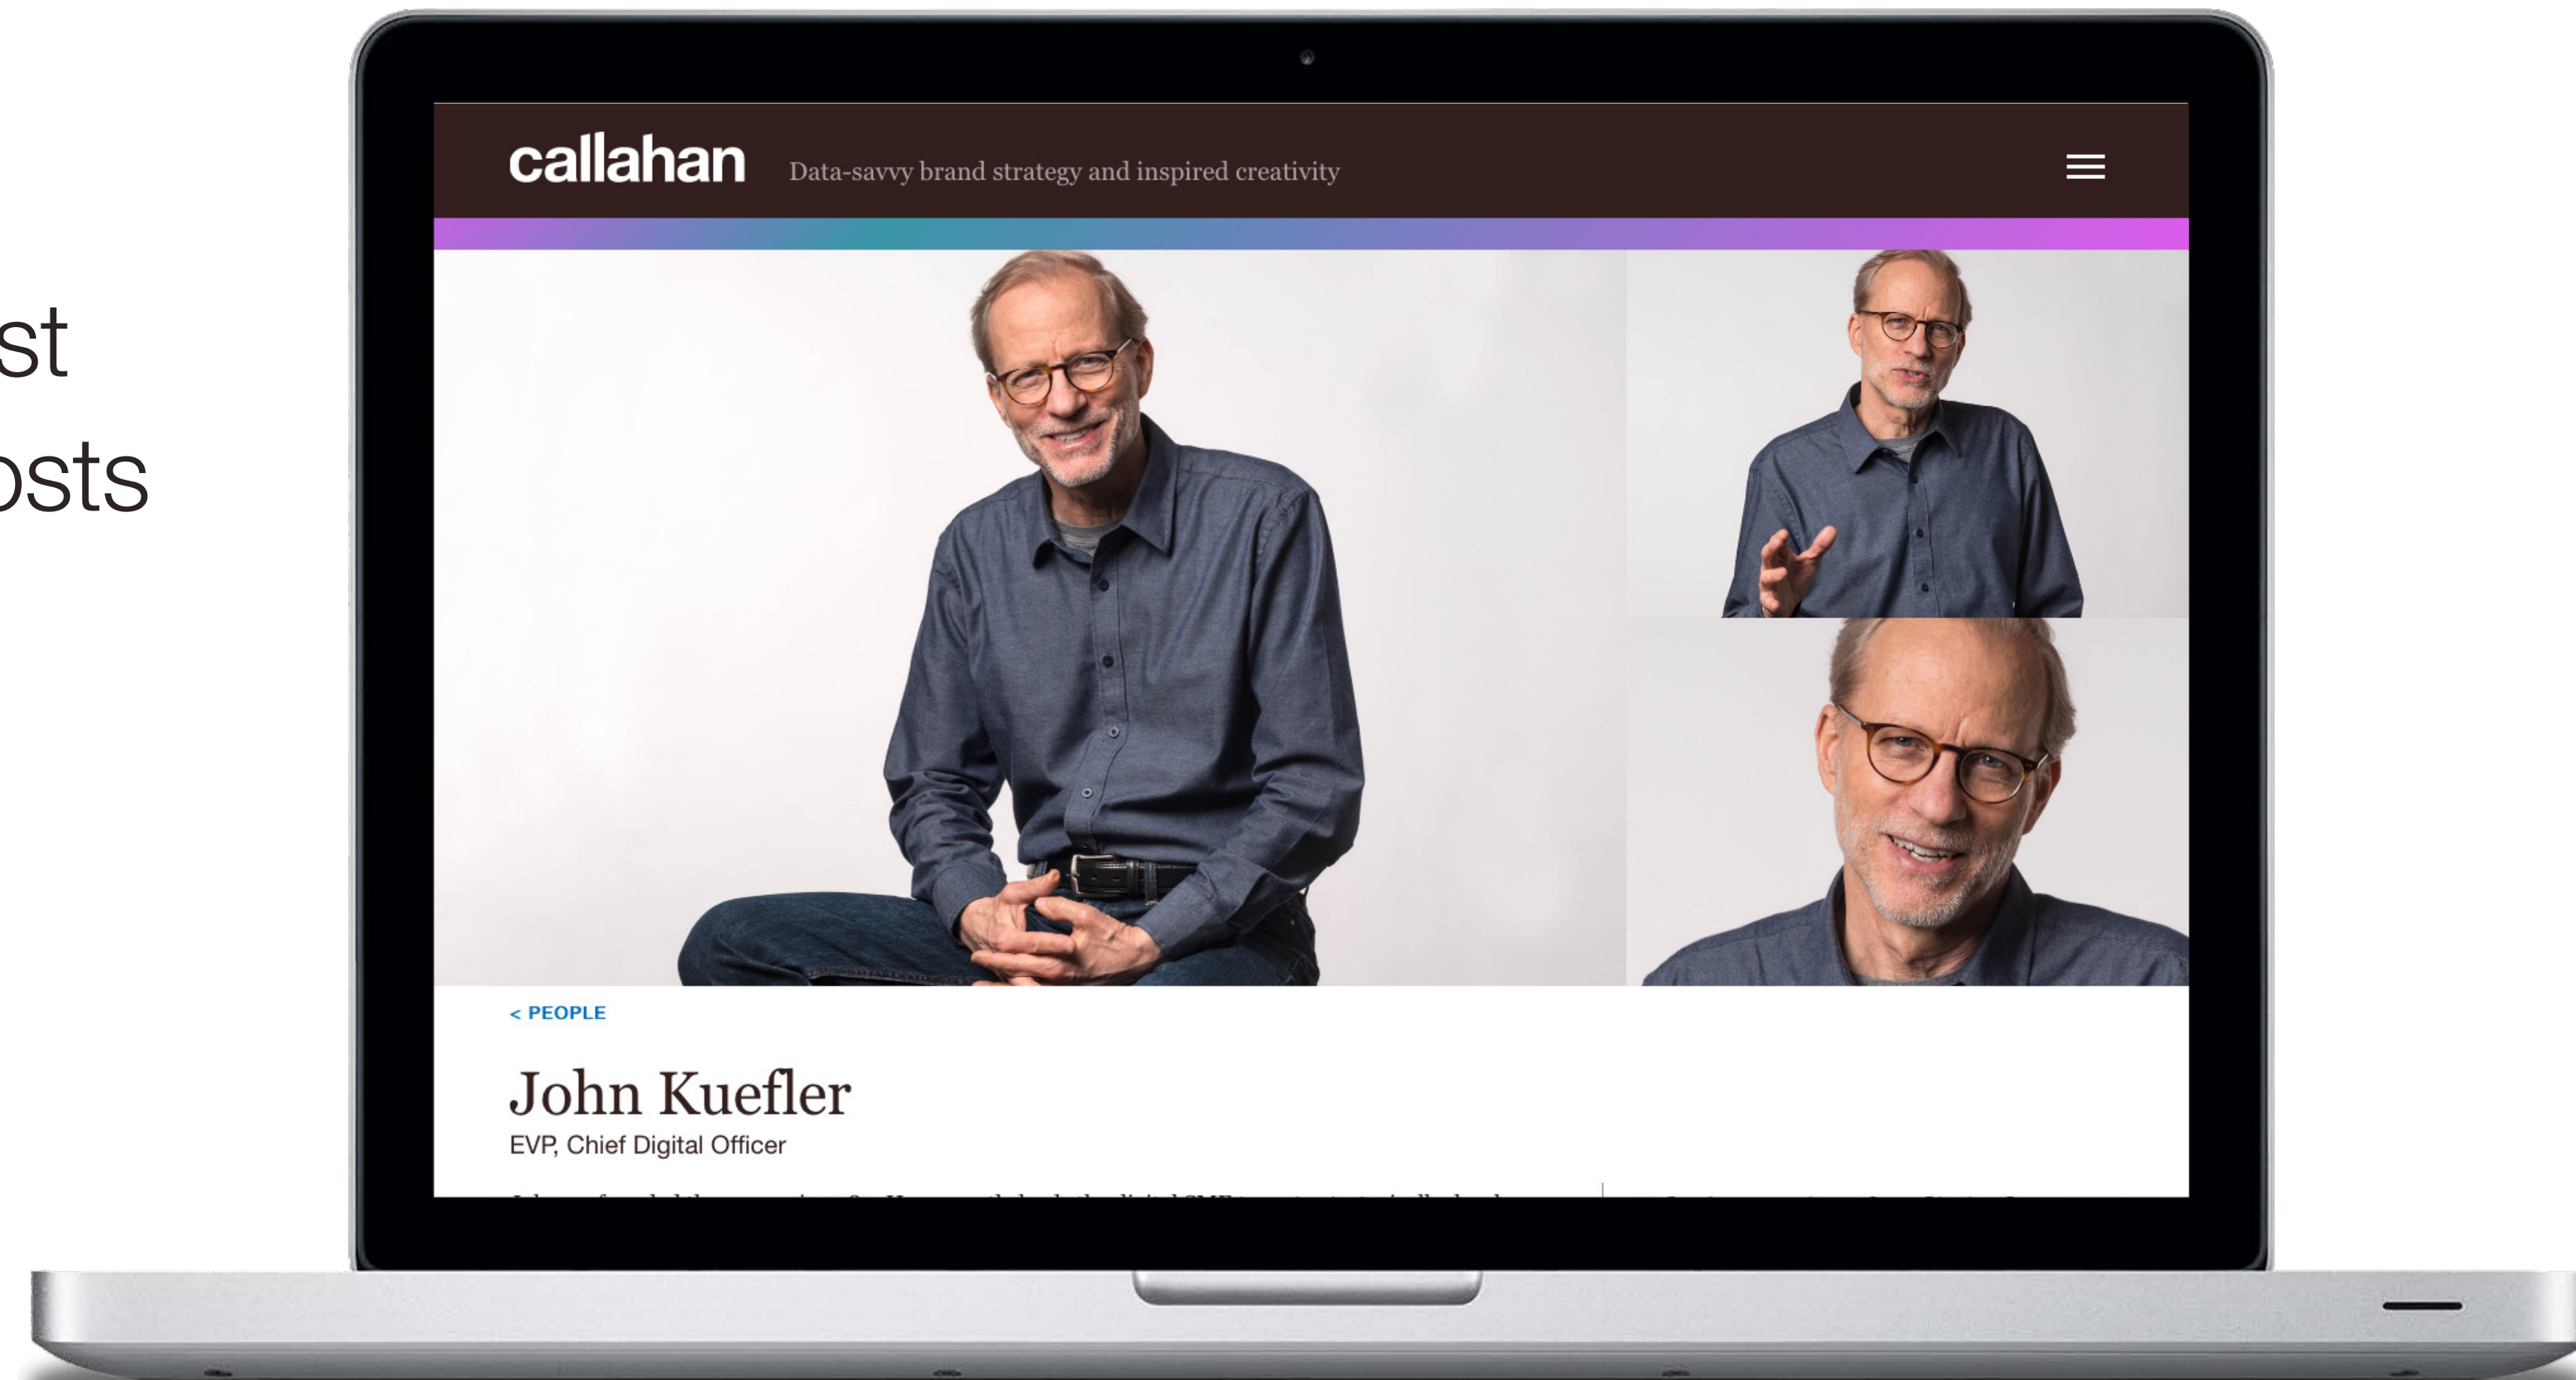 st
osts
callahan
Data-savvy brand strategy and inspired creativity
< PEOPLE
John Kuefler
EVP, Chief Digital Officer